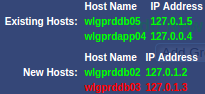 Host Name IP Address
Existing Hosts: wlgprddb05 127.0.1.5
wlgprdapp04 127.0.0.4
Host Name IP Address
New Hosts: wlgprddb02 127.0.1.2
wlgprddb03 127.0.1.3